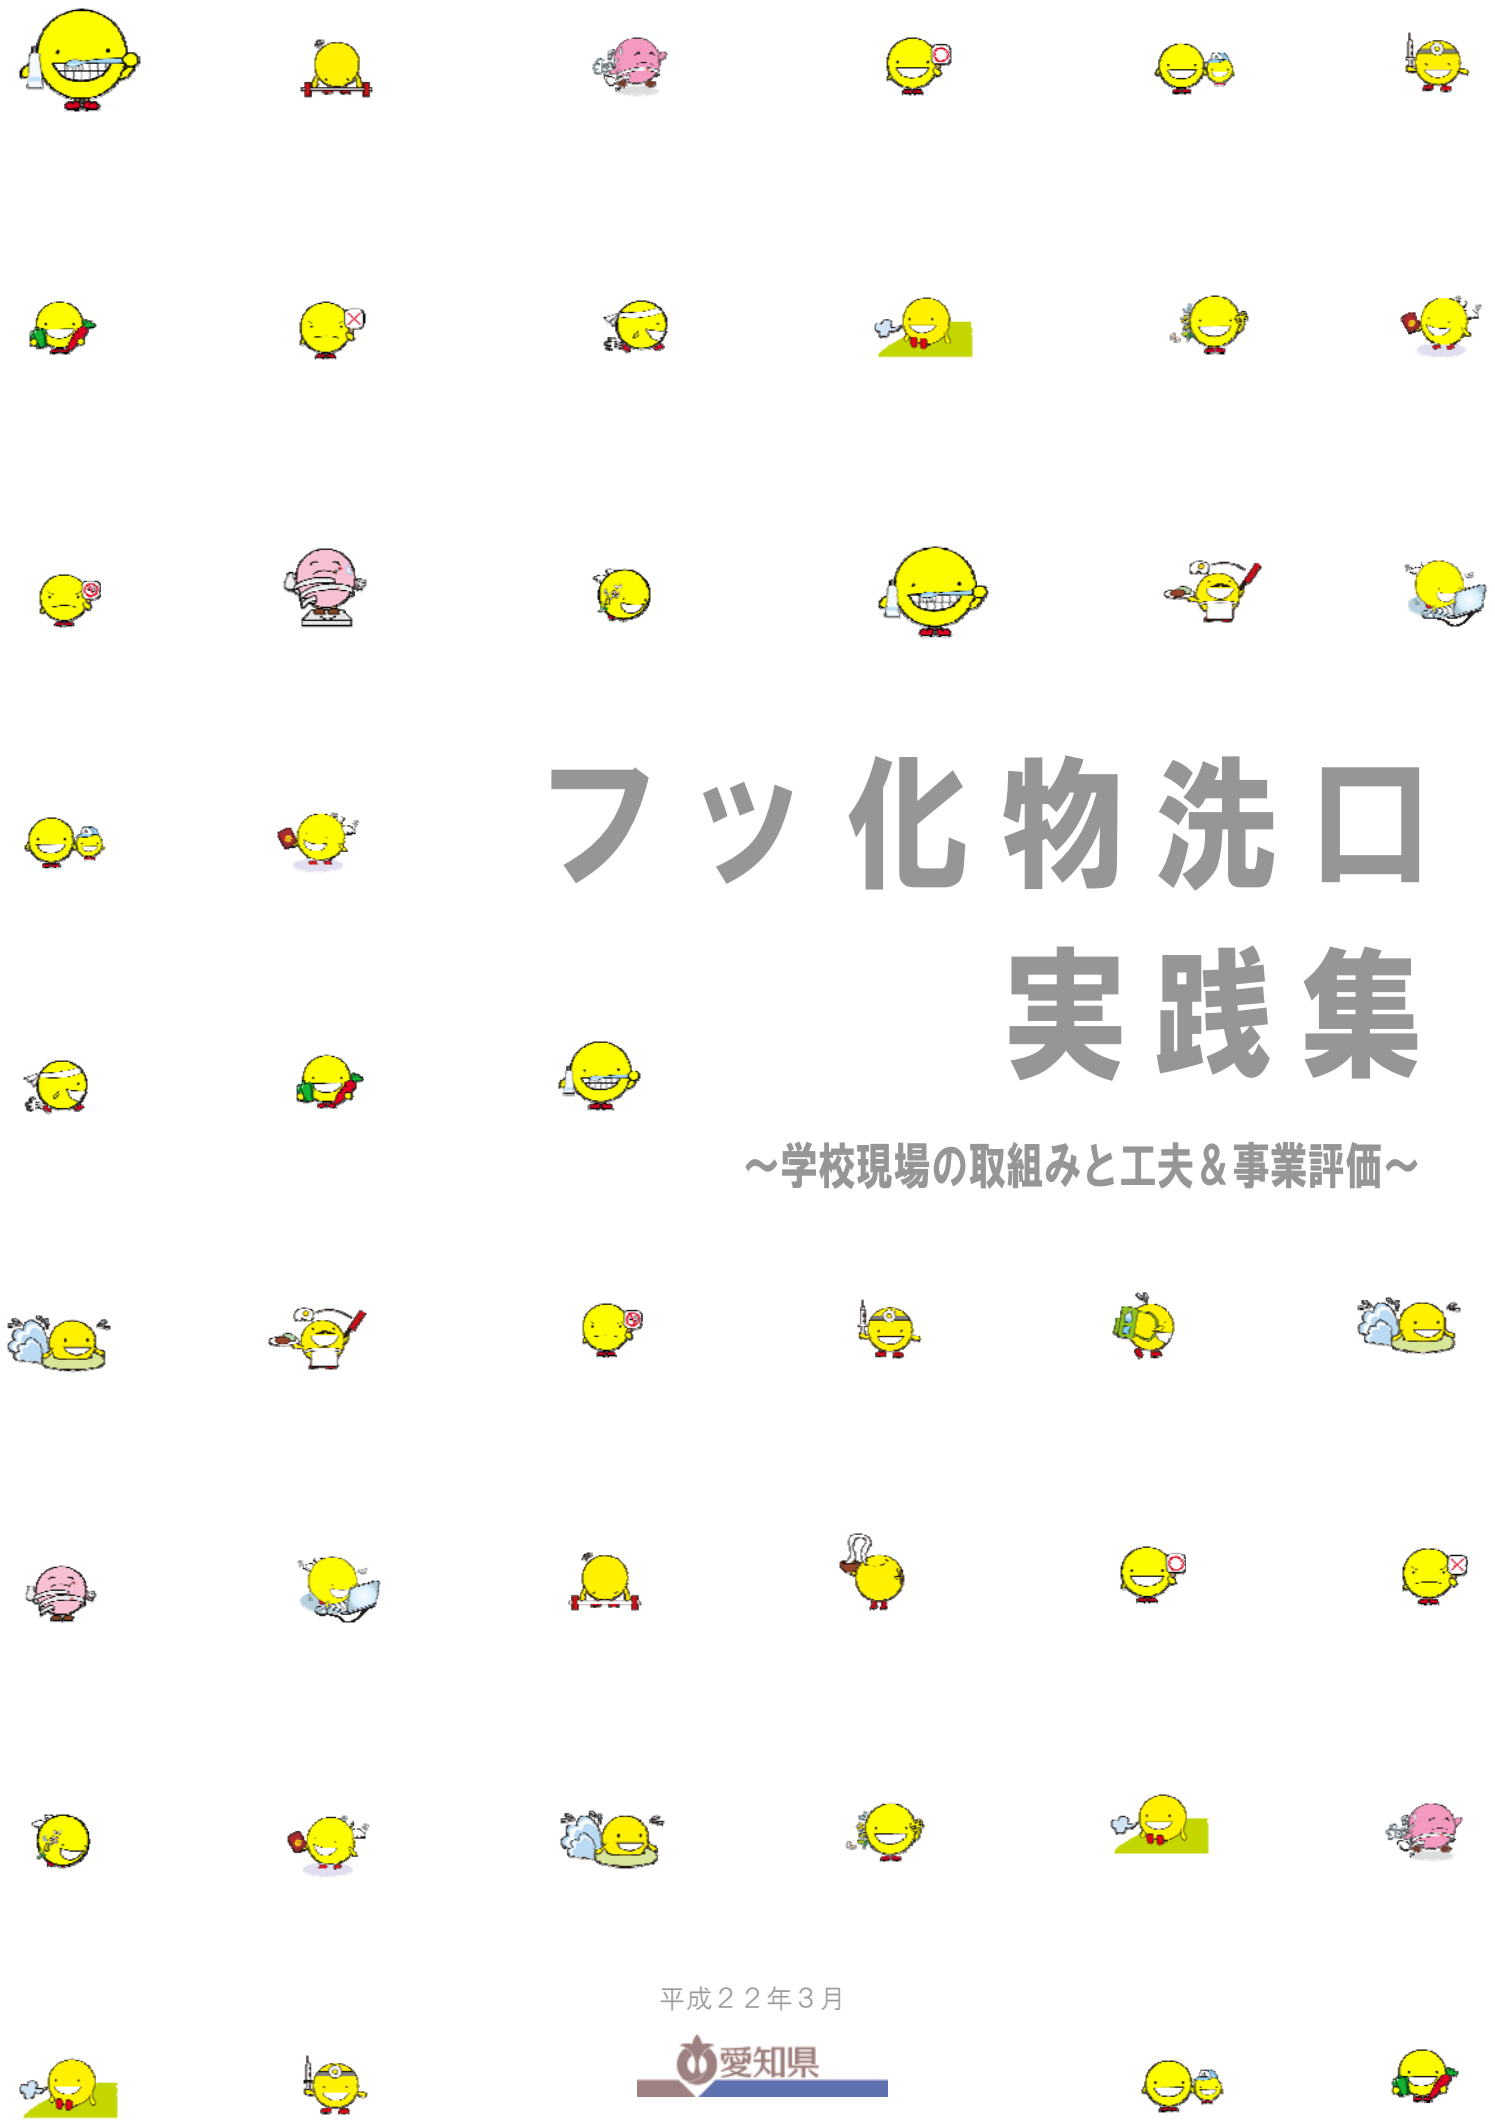 フッ化物洗口
実践集
～学校現場の取組みと工夫＆事業評価～
平成２２年３月
愛知県